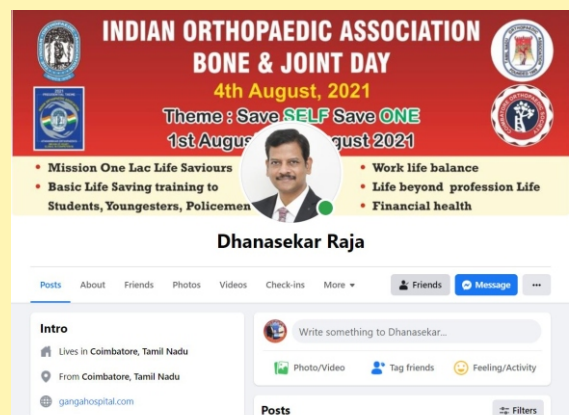 INDIAN ORTHOPAEDIC ASSOCIATION
BONE & JOINT DAY
4th August, 2021
Theme : Save SELF Save ONE
1st Augus gust 2021
• Mission One Lac Life Saviours
• Basic Life Saving training to
Students, Youngesters, Policemen
• Work life balance
• Life beyond profession Life
• Financial health
Dhanasekar Raja
Posts About Friends Photos Videos Check-ins More
Friends
Message
Intro
Lives in Coimbatore, Tamil Nadu
From Coimbatore, Tamil Nadu
gangahospital.com
Write something to Dhanasekar...
Photo/Video Tag friends Feeling/Activity
Posts
Filters